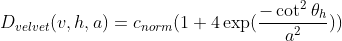 D_{velvet}(v, h, a) = c_{norm}(1 + 4 \exp(\frac{-\cot^2 \theta_h}{a^2}))